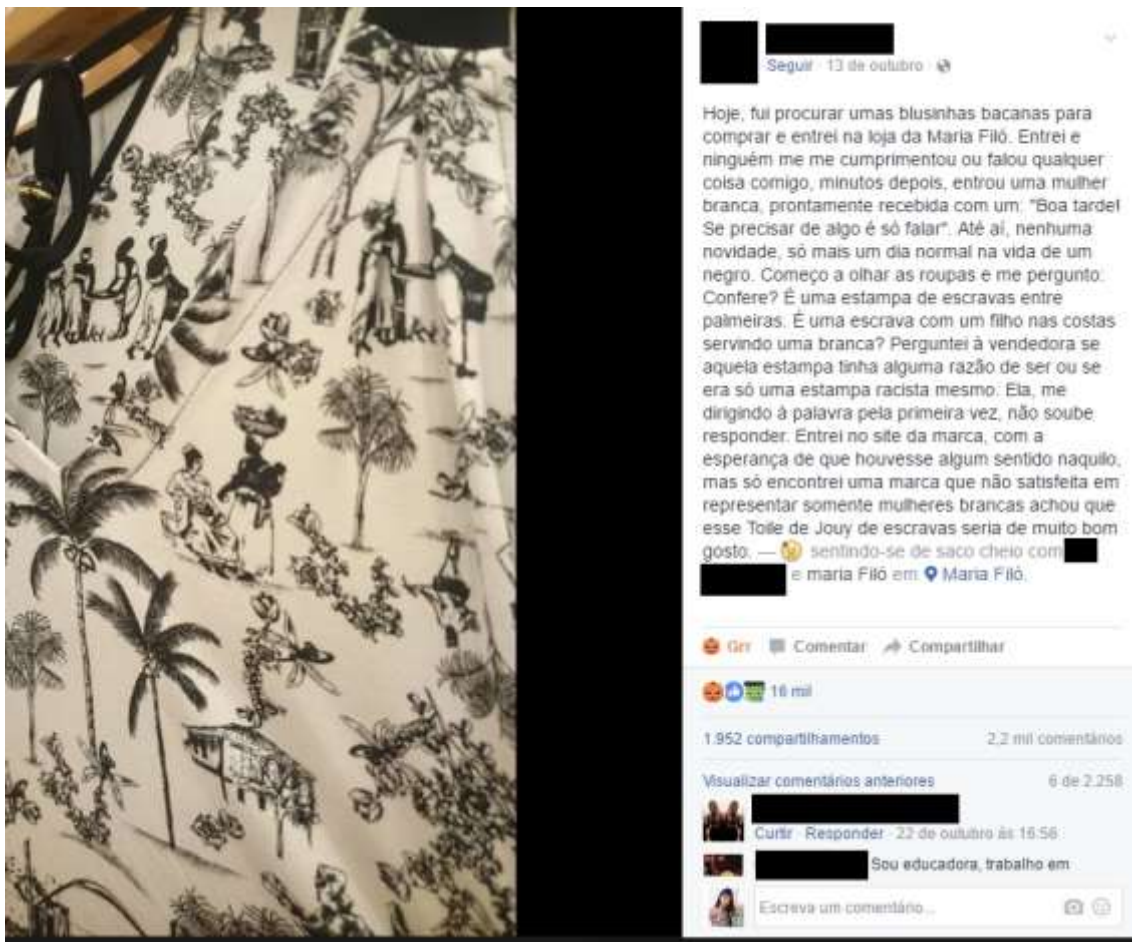 Seguir · 13 de outubro ·
Hoje, fui procurar umas blusinhas bacanas para
comprar e entrei na loja da Maria Filó. Entrei e
ninguém me me cumprimentou ou falou qualquer
coisa comigo, minutos depois, entrou uma mulher
branca, prontamente recebida com um: "Boa tarde!
Se precisar de algo é só falar". Até aí, nenhuma
novidade, só mais um dia normal na vida de um
negro. Começo a olhar as roupas e me pergunto:
Confere? É uma estampa de escravas entre
palmeiras. É uma escrava com um filho nas costas
servindo uma branca? Perguntei à vendedora se
aquela estampa tinha alguma razão de ser ou se
era só uma estampa racista mesmo. Ela, me
dirigindo à palavra pela primeira vez, não soube
responder. Entrei no site da marca, com a
esperança de que houvesse algum sentido naquilo,
mas só encontrei uma marca que não satisfeita em
representar somente mulheres brancas achou que
esse Toile de Jouy de escravas seria de muito bom
gosto. — sentindo-se de saco cheio com
e maria Filó em Maria Filó.
Grr Comentar Compartilhar
16 mil
1.952 compartilhamentos 2,2 mil comentários
Visualizar comentários anteriores 6 de 2.258
Curtir · Responder · 22 de outubro às 16:56
Sou educadora, trabalho em
Escreva um comentário...